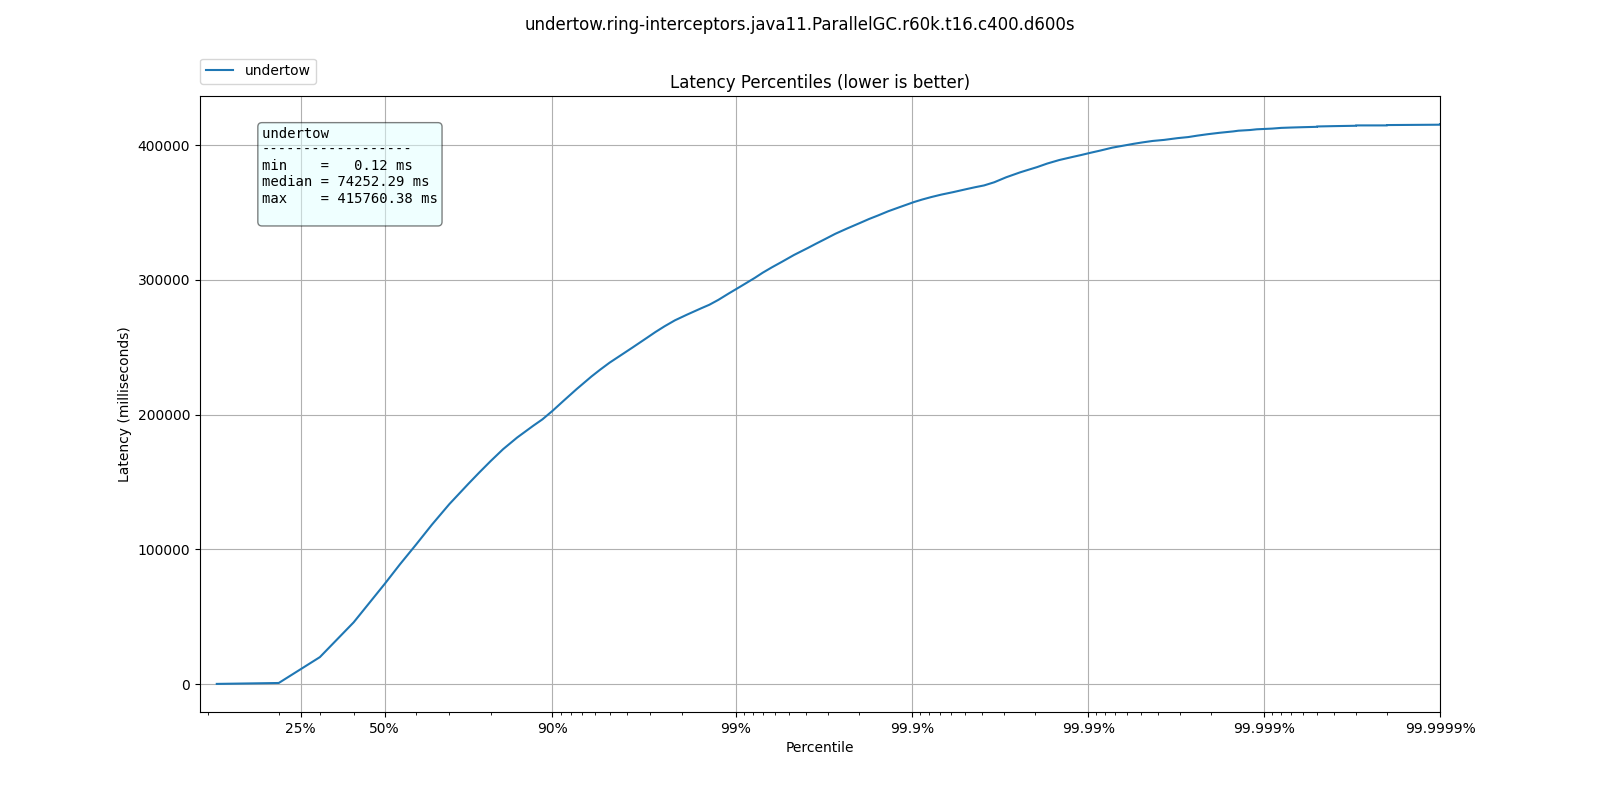 undertow.ring-interceptors.java11.ParallelGC.r60k.t16.c400.d600s
undertow
Latency Percentiles (lower is better)
undertow
------------------
min    =   0.12 ms
median = 74252.29 ms
max    = 415760.38 ms
400000
300000
200000
100000
0
Latency (milliseconds)
25% 50% 90% 99% 99.9% 99.99% 99.999% 99.9999%
Percentile